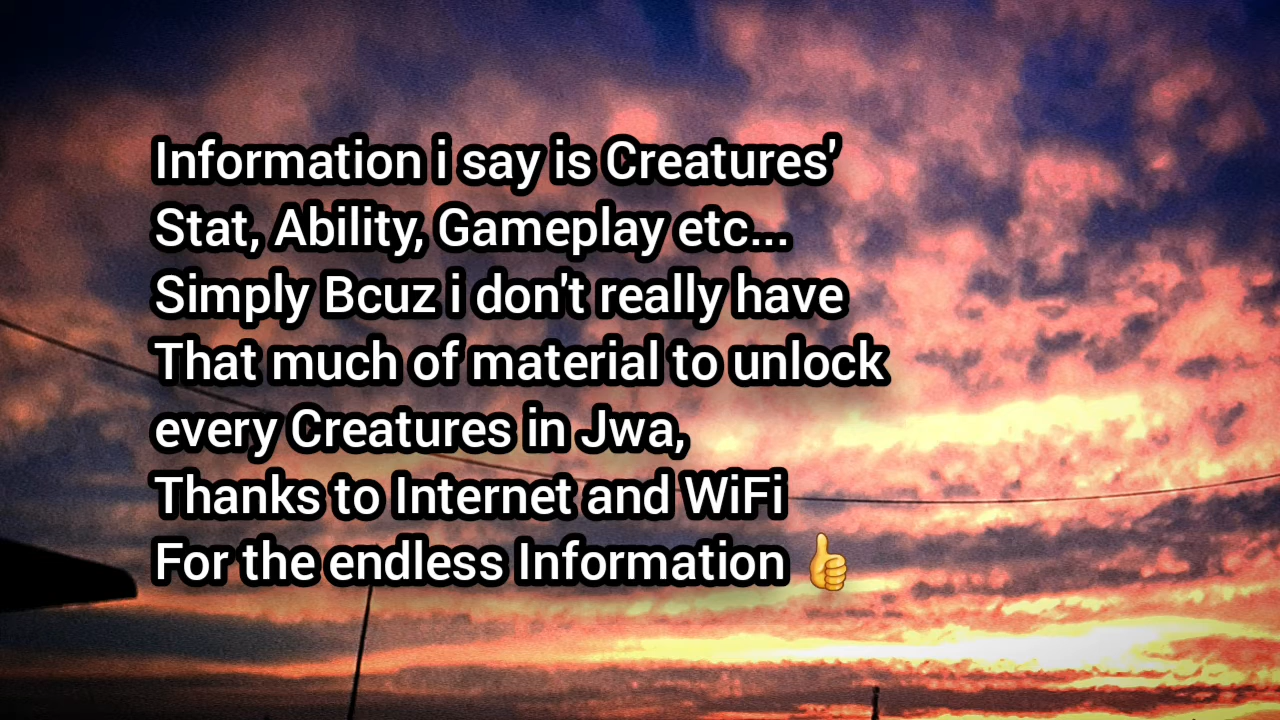 Information i say is Creatures'
Stat, Ability, Gameplay etc...
Simply Bcuz i don't really have
That much of material to unlock
every Creatures in Jwa,
Thanks to Internet and WiFi
For the endless Information 👍